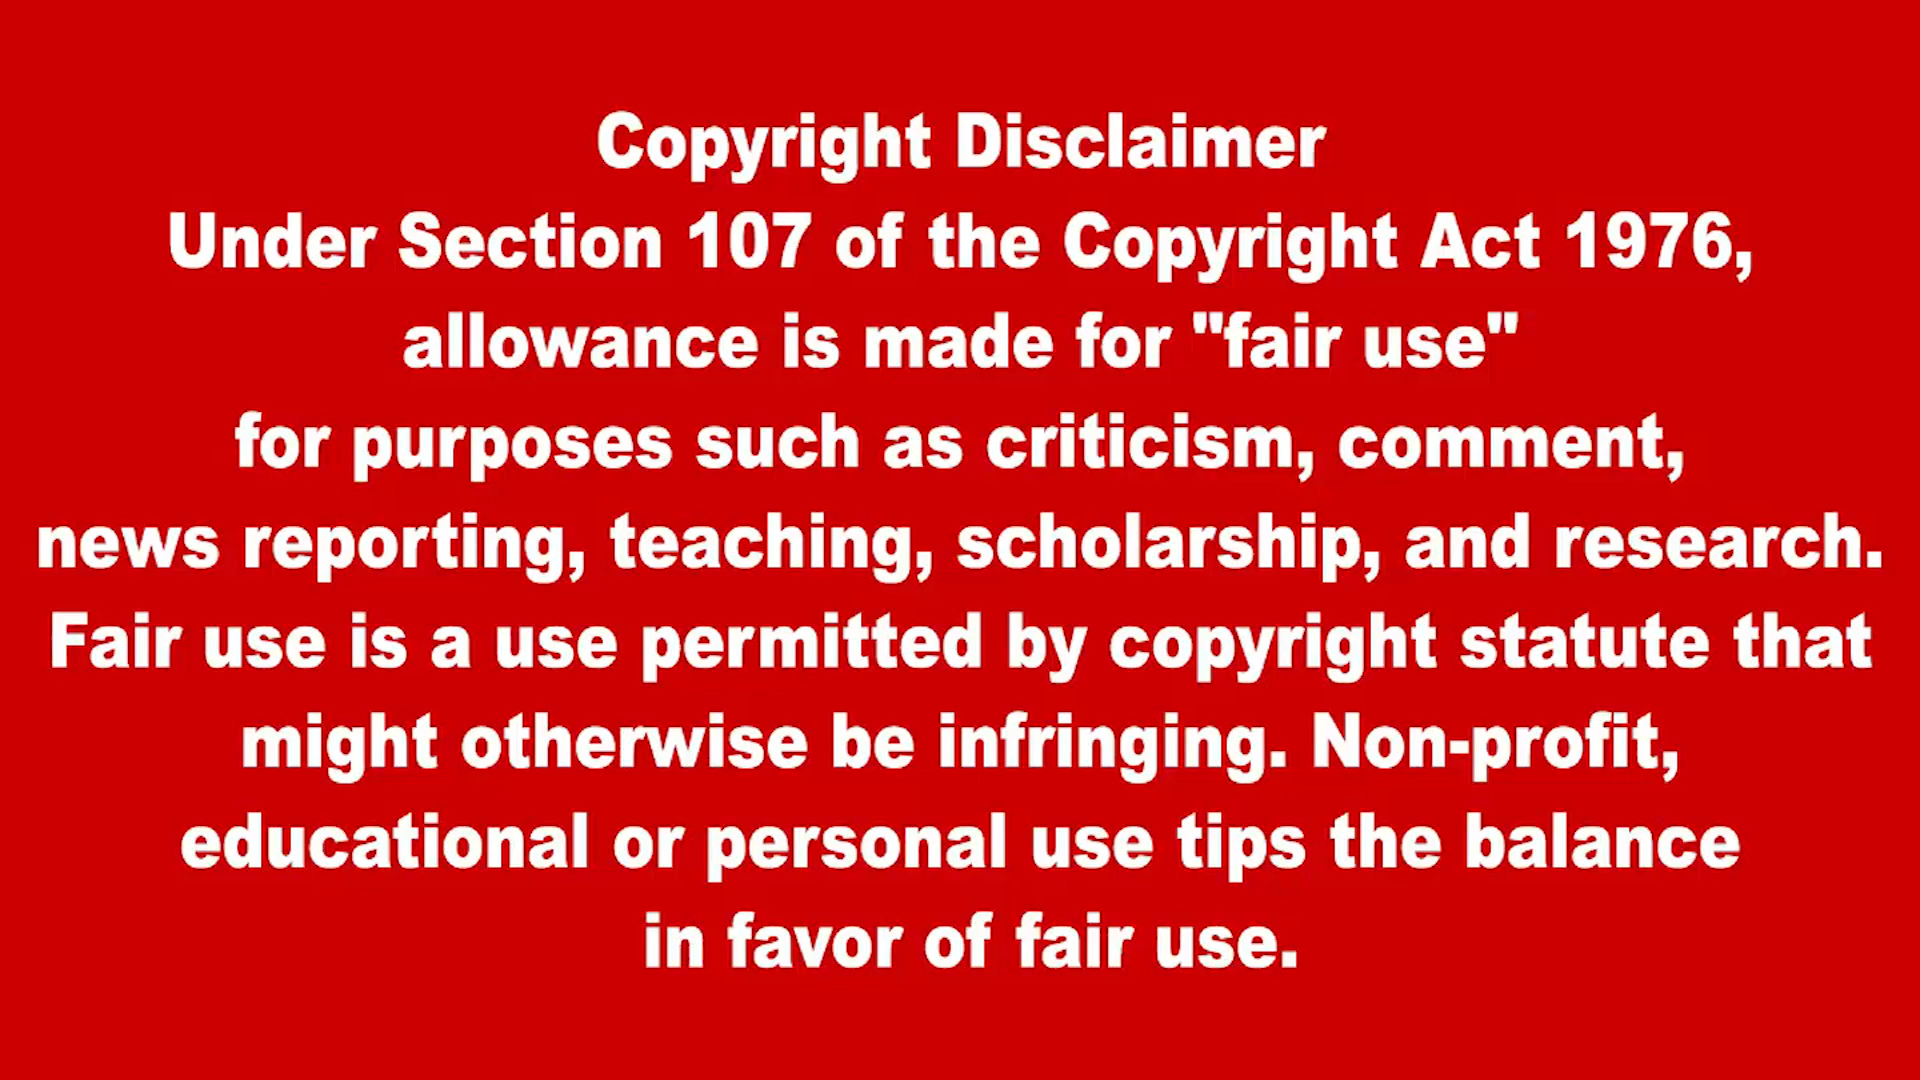 Copyright Disclaimer
Under Section 107 of the Copyright Act 1976,
allowance is made for "fair use"
for purposes such as criticism, comment,
news reporting, teaching, scholarship, and research.
Fair use is a use permitted by copyright statute that
might otherwise be infringing. Non-profit,
educational or personal use tips the balance
in favor of fair use.